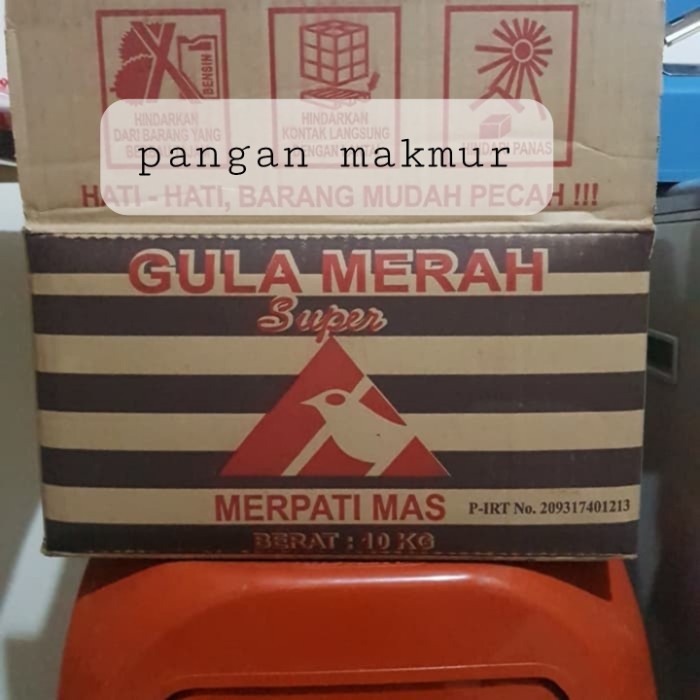 BENSIN
HINDARKAN
DARI BARANG YANG
HINDARKAN
KONTAK LANGSUNG
PANAS
pangan makmur
HATI - HATI, BARANG MUDAH PECAH !!!
GULA MERAH
Super
MERPATI MAS
P-IRT No. 209317401213
BERAT : 10 KG